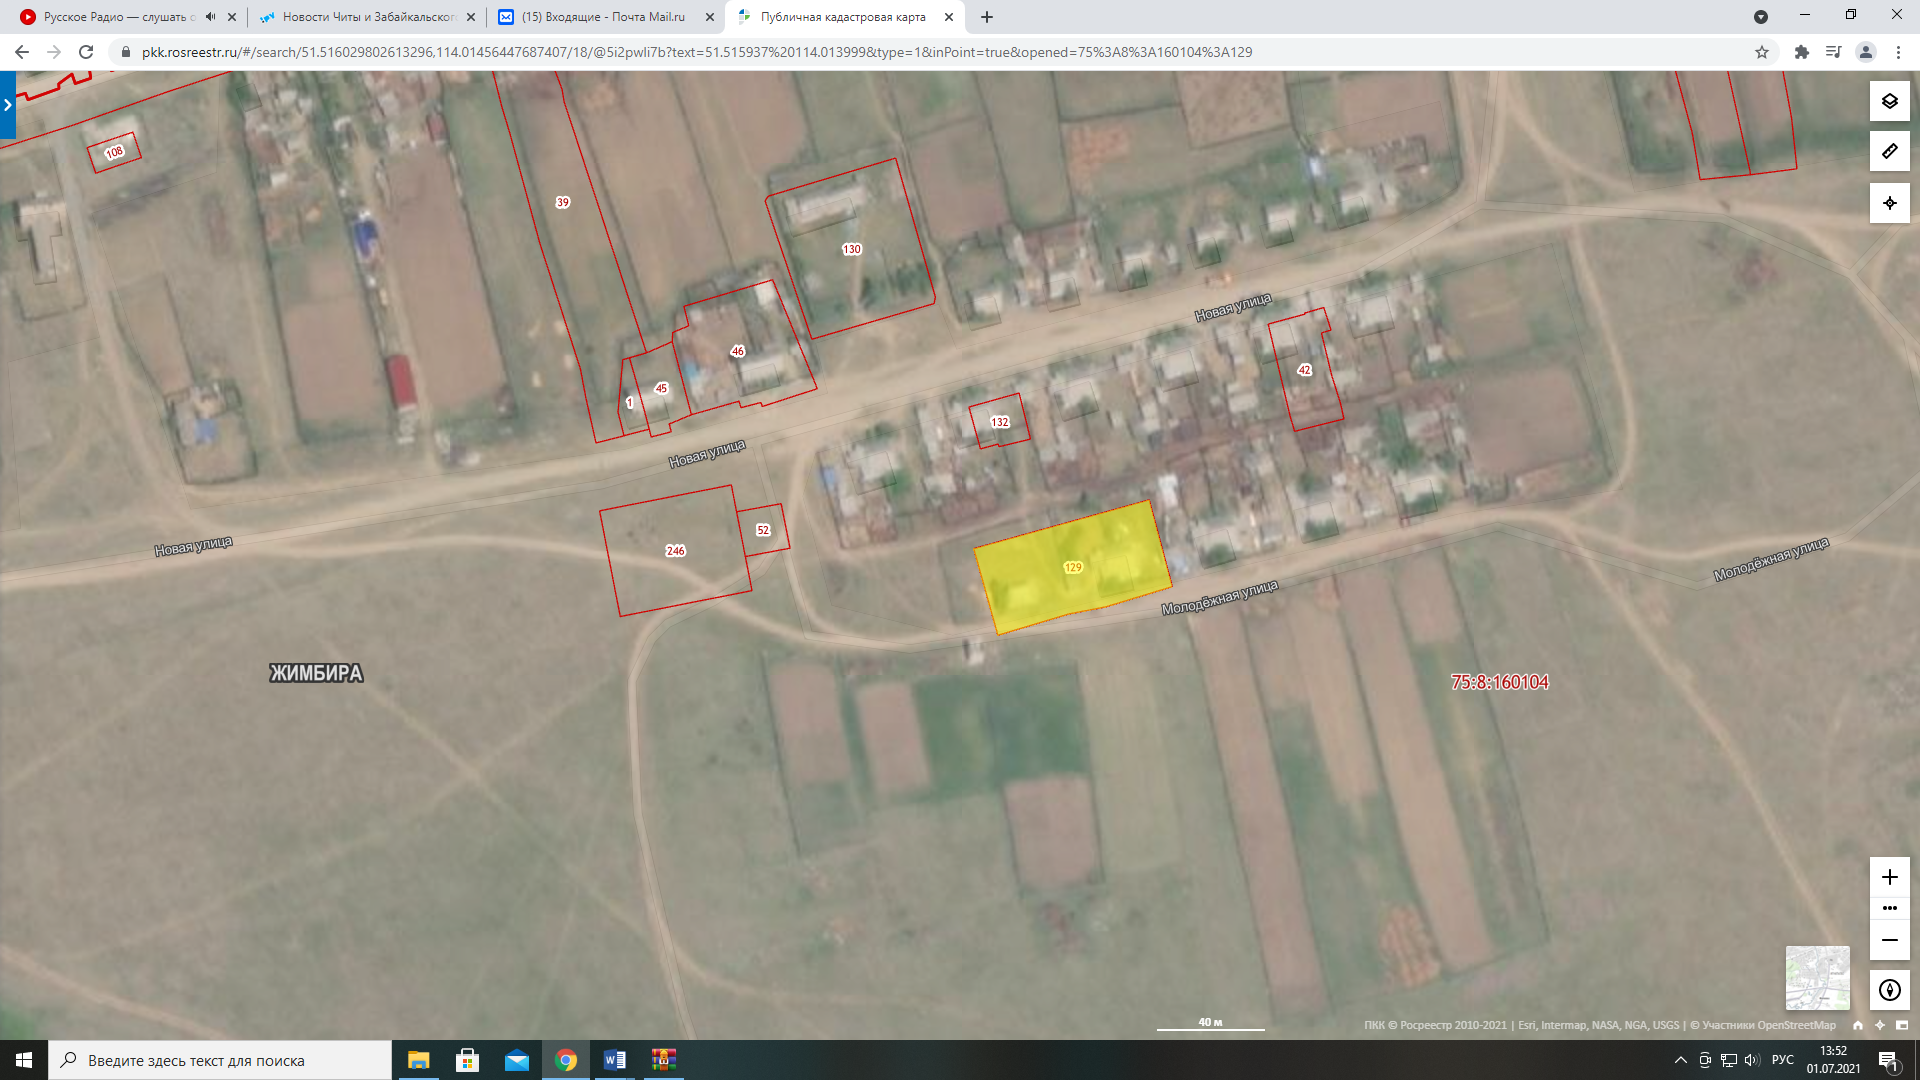 Русское Радио — слушать о
Новости Читы и Забайкальског
(15) Входящие - Почта Mail.ru
Публичная кадастровая карта
pkk.rosreestr.ru/#/search/51.516029802613296,114.01456447687407/18/@5i2pwli7b?text=51.515937%20114.013999&type=1&inPoint=true&opened=75%3A8%3A160104%3A129
108
39
130
Новая улица
46
42
45
1
132
Новая улица
52
Новая улица
246
129
Молодёжная улица
Молодёжная улица
ЖИМБИРА
75:8:160104
40 м
ПКК © Росреестр 2010-2021 | Esri, Intermap, NASA, NGA, USGS | © Участники OpenStreetMap
Введите здесь текст для поиска
РУС
13:52
01.07.2021
1